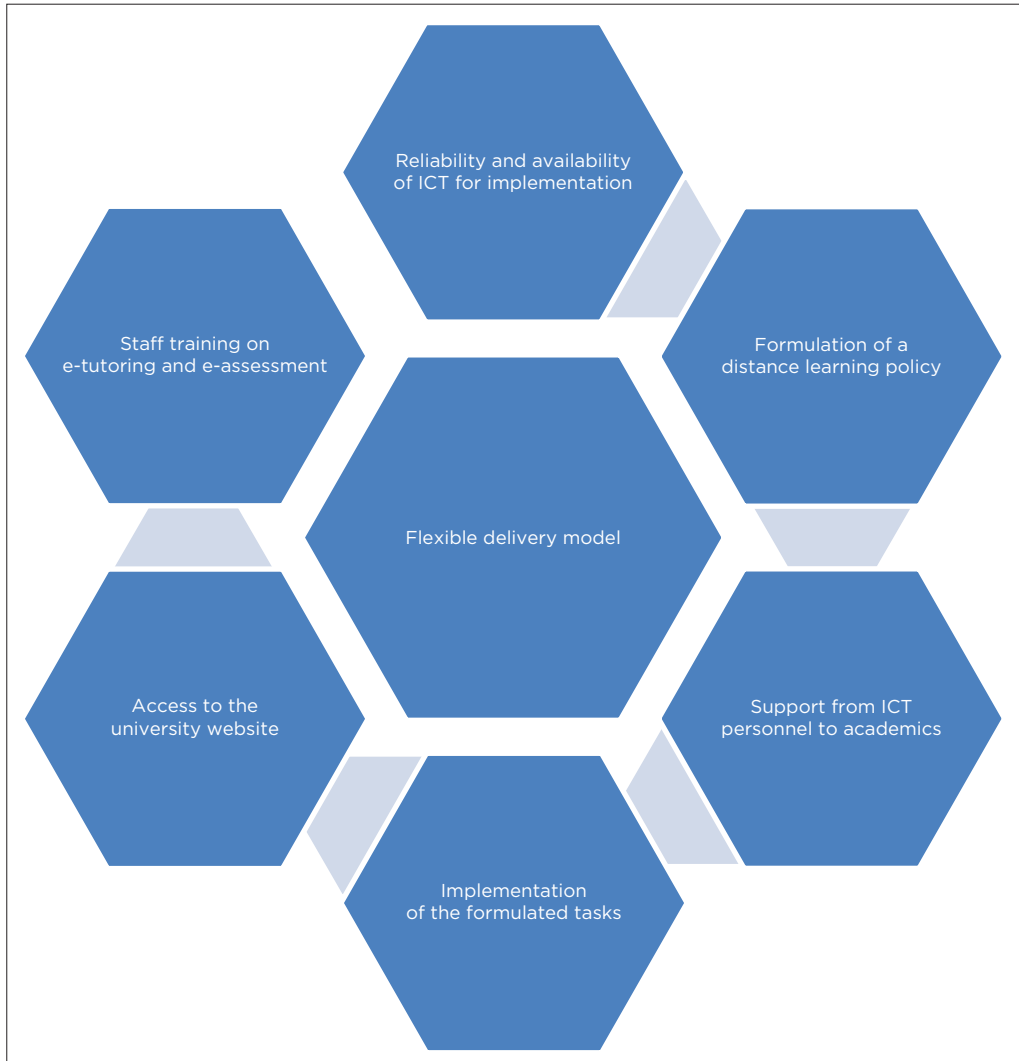 Reliability and availability
of ICT for implementation
Staff training on
e-tutoring and e-assessment
Formulation of a
distance learning policy
Flexible delivery model
Access to the
university website
Support from ICT
personnel to academics
Implementation
of the formulated tasks